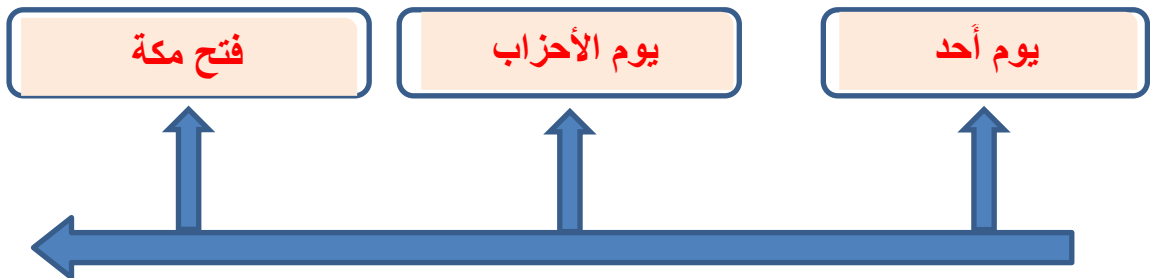 يوم أحد
يوم الأحزاب
فتح مكة